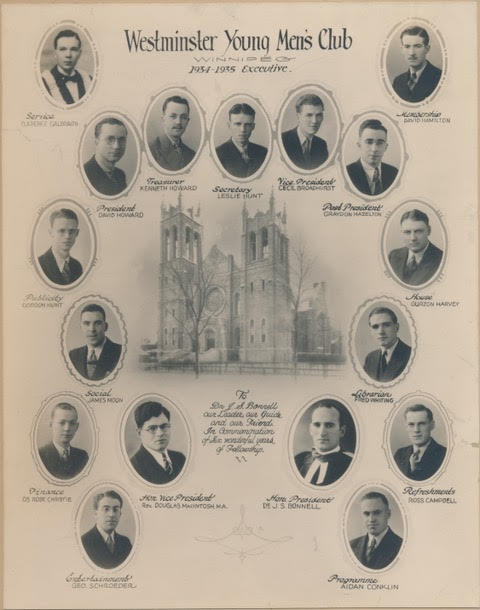 Westminster Young Men's Club
WINNIPEG
1934-1935 Executive.
Service
CLARENCE GALBRAITH
Membership
DAVID HAMILTON
Treasurer
KENNETH HOWARD
Secretary
LESLIE HUNT
Vice President
CECIL BROADHURST
President
DAVID HOWARD
Past President
GRAYDON HAZELTON
Publicity
GORDON HUNT
House
GURZON HARVEY
Social
JAMES MOON
Librarian
FRED WHITING
To
Dr. J. S. Bonnell
our Leader, our Guide
and our Friend.
In Commemoration
of Six wonderful years,
of Fellowship.
Finance
ROBT. CHRISTIE
Hon. Vice President
REV. DOUGLAS MACINTOSH, M.A.
Hon. President
DR. J. S. BONNELL
Refreshments
ROSS CAMPBELL
Entertainment
GEO. SCHROEDER
Programme
AIDAN CONKLIN